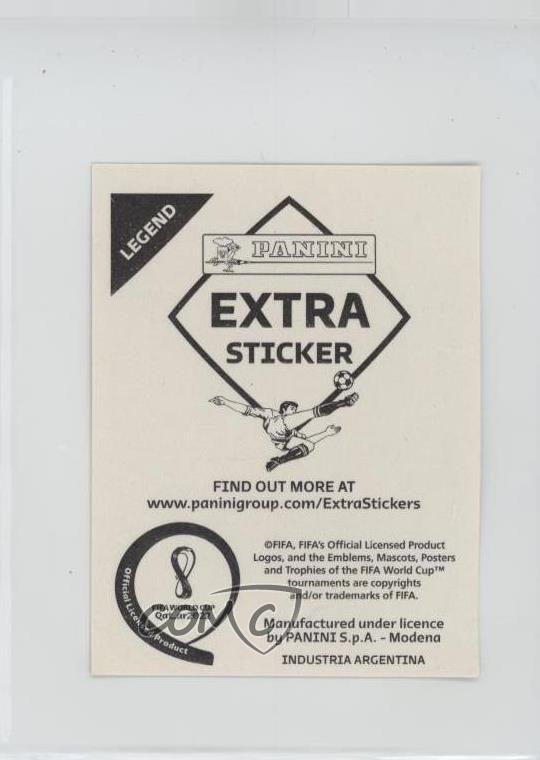 LEGEND
PANINI
EXTRA
STICKER
FIND OUT MORE AT
www.paninigroup.com/ExtraStickers
©FIFA, FIFA's Official Licensed Product
Logos, and the Emblems, Mascots, Posters
and Trophies of the FIFA World Cup™
tournaments are copyrights
and/or trademarks of FIFA.
FIFA WORLD CUP
Qatar2022
Official Licensed Product
Manufactured under licence
by PANINI S.p.A. - Modena
INDUSTRIA ARGENTINA
COMC